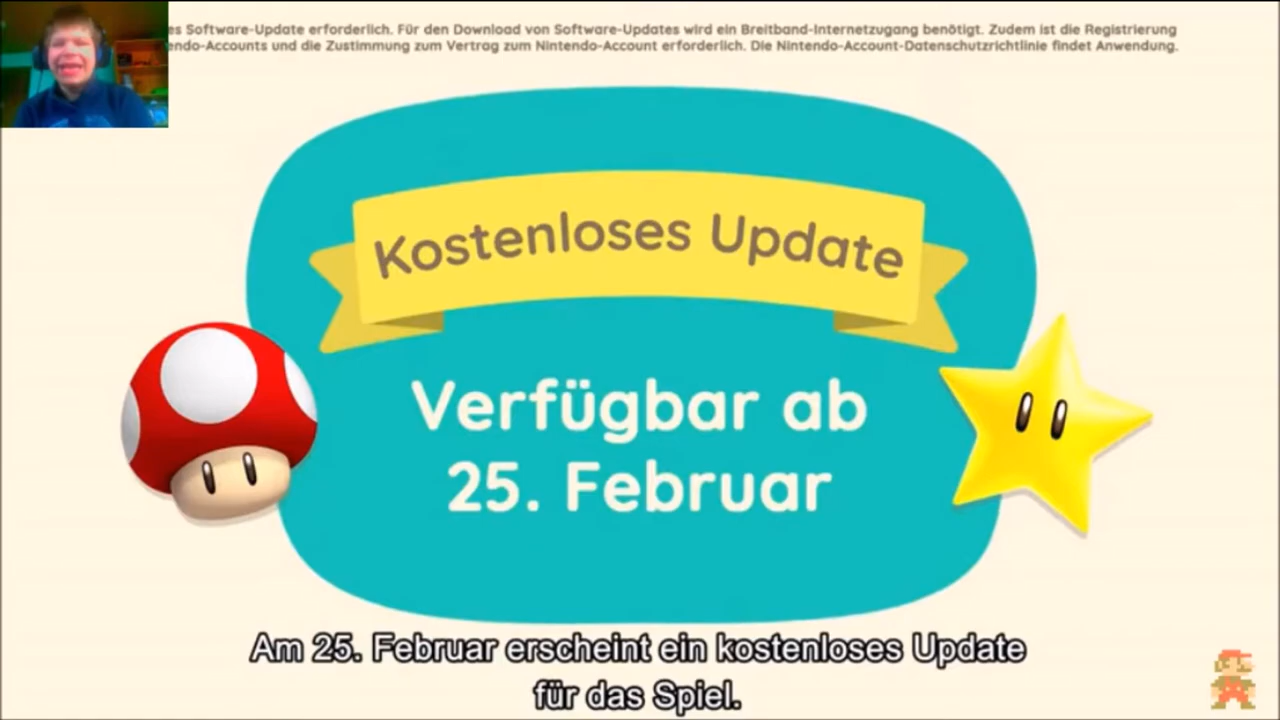 es Software-Update erforderlich. Für den Download von Software-Updates wird ein Breitband-Internetzugang benötigt. Zudem ist die Registrierung
endo-Accounts und die Zustimmung zum Vertrag zum Nintendo-Account erforderlich. Die Nintendo-Account-Datenschutzrichtlinie findet Anwendung.
Kostenloses Update
Verfügbar ab
25. Februar
Am 25. Februar erscheint ein kostenloses Update
für das Spiel.